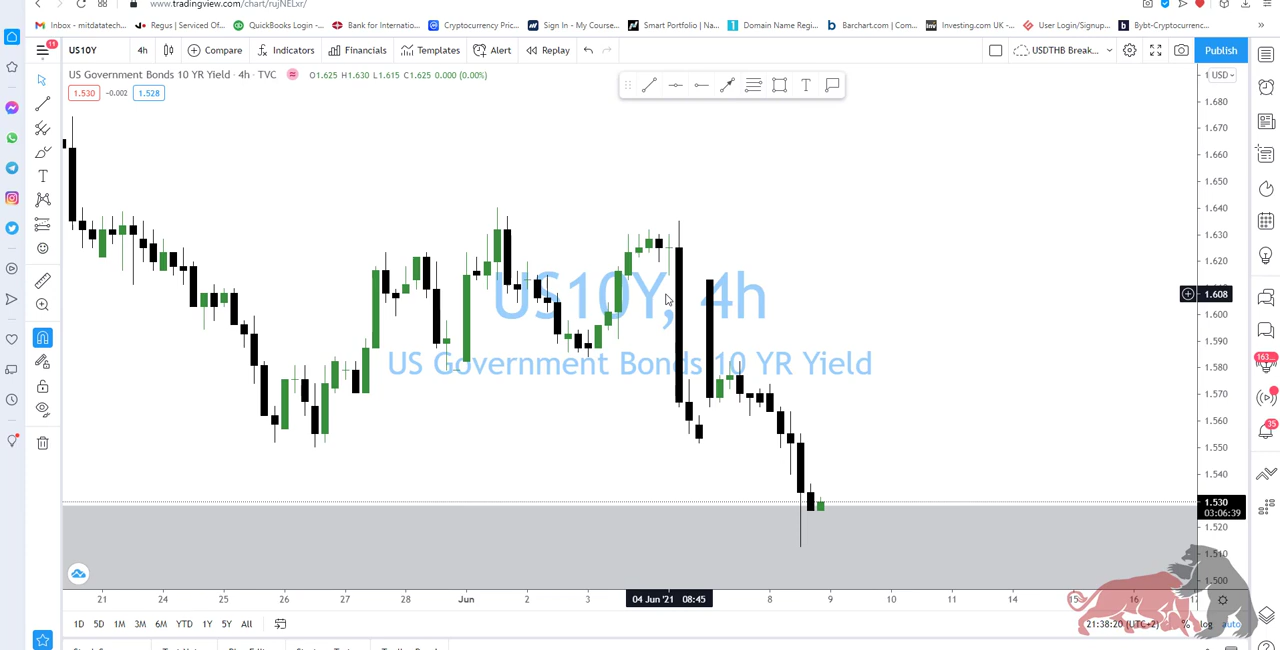 www.tradingview.com/chart/rujNELxr/
Inbox - mitdatatech...
Regus | Serviced Of...
QuickBooks Login -...
Bank for Internatio...
Cryptocurrency Pric...
Sign In - My Course...
Smart Portfolio | Na...
Domain Name Regi...
Barchart.com | Com...
Investing.com UK -...
User Login/Signup...
Bybt-Cryptocurrenc...
11
US10Y
4h
Compare
Indicators
Financials
Templates
Alert
Replay
USDTHB Break...
Publish
US Government Bonds 10 YR Yield · 4h · TVC
O1.625 H1.630 L1.615 C1.625 0.000 (0.00%)
1.530 -0.002 1.528
USD
1.680
1.670
1.660
1.650
1.640
1.630
1.620
1.608
1.600
1.590
1.580
1.570
1.560
1.550
1.540
1.530
03:06:39
1.520
1.510
1.500
US10Y, 4h
US Government Bonds 10 YR Yield
163
35
21 24 25 26 27 28 Jun 2 3 04 Jun '21 08:45 8 9 10 11 14 15 16 17
1D 5D 1M 3M 6M YTD 1Y 5Y All
21:38:20 (UTC+2) % log auto